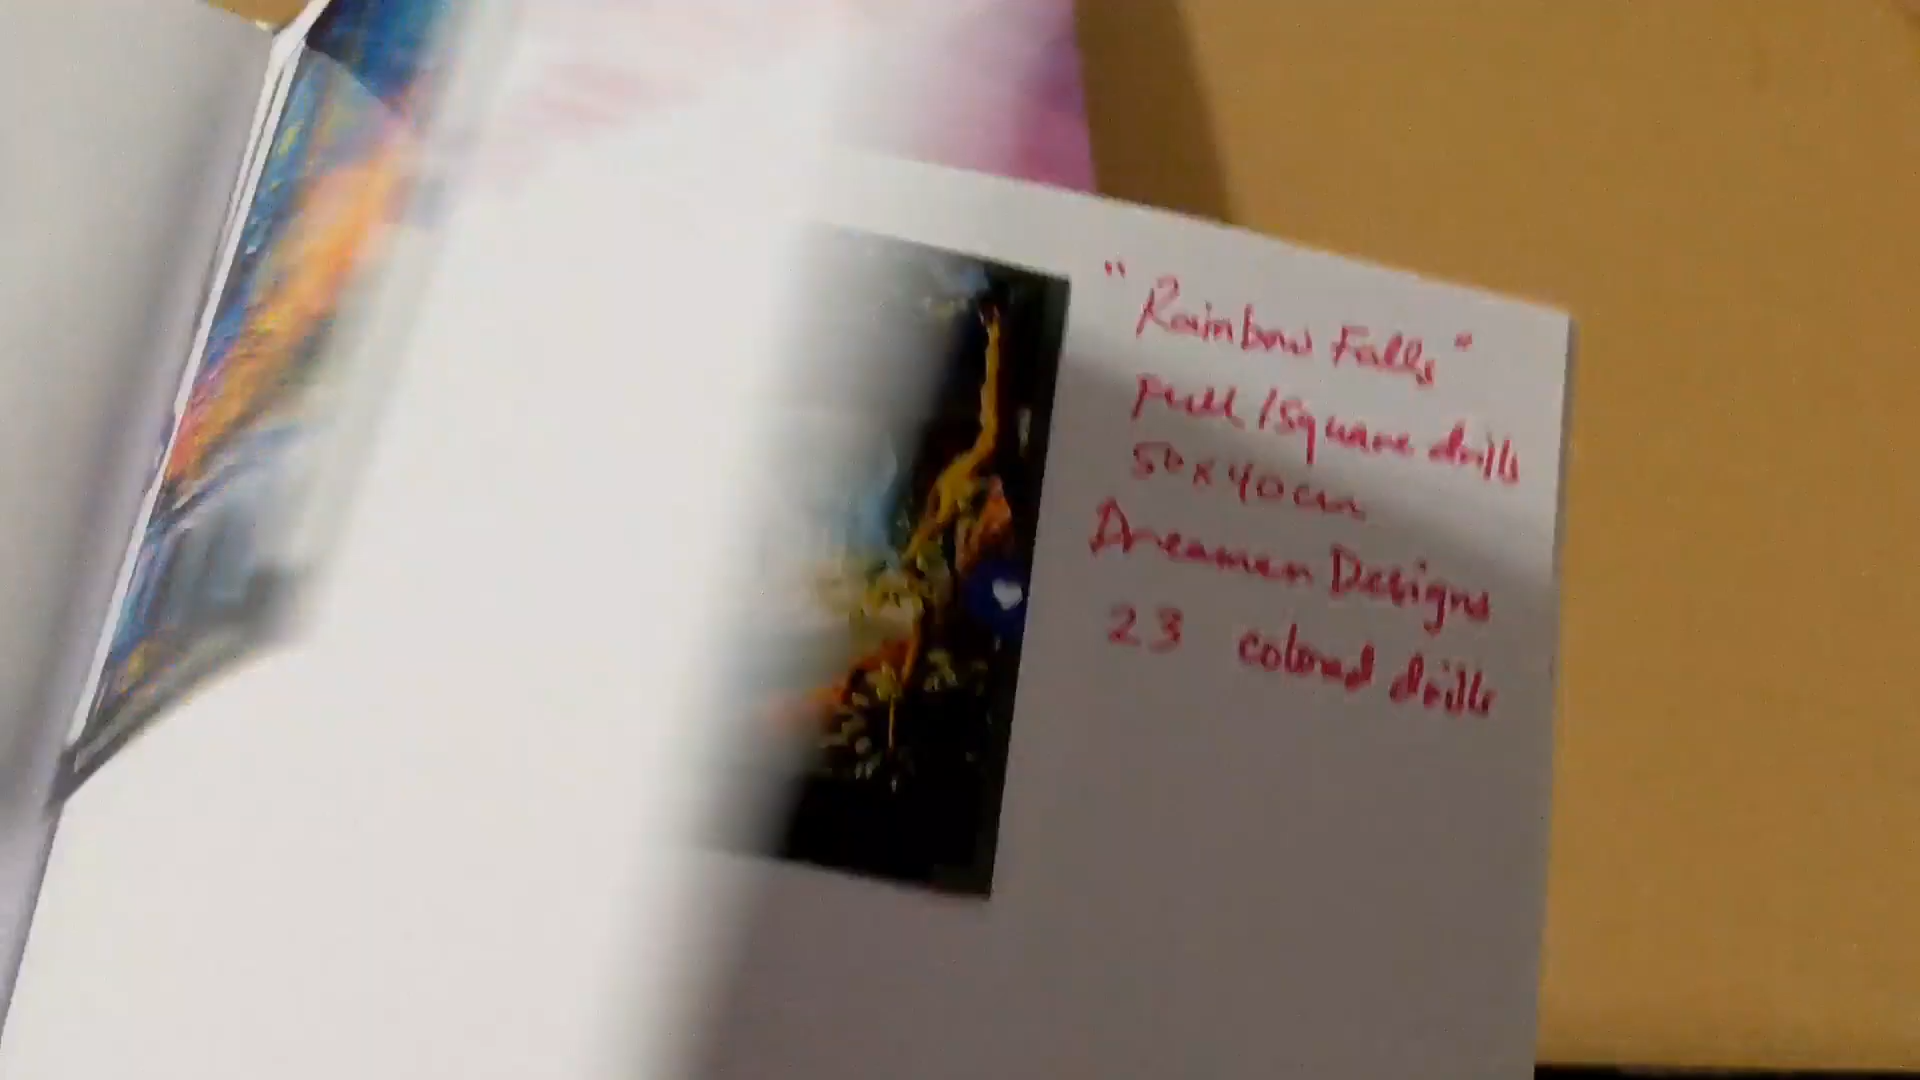 "Rainbow Falls"
Full/Square drills
50x40cm
Dreamer Designs
23 colored drills